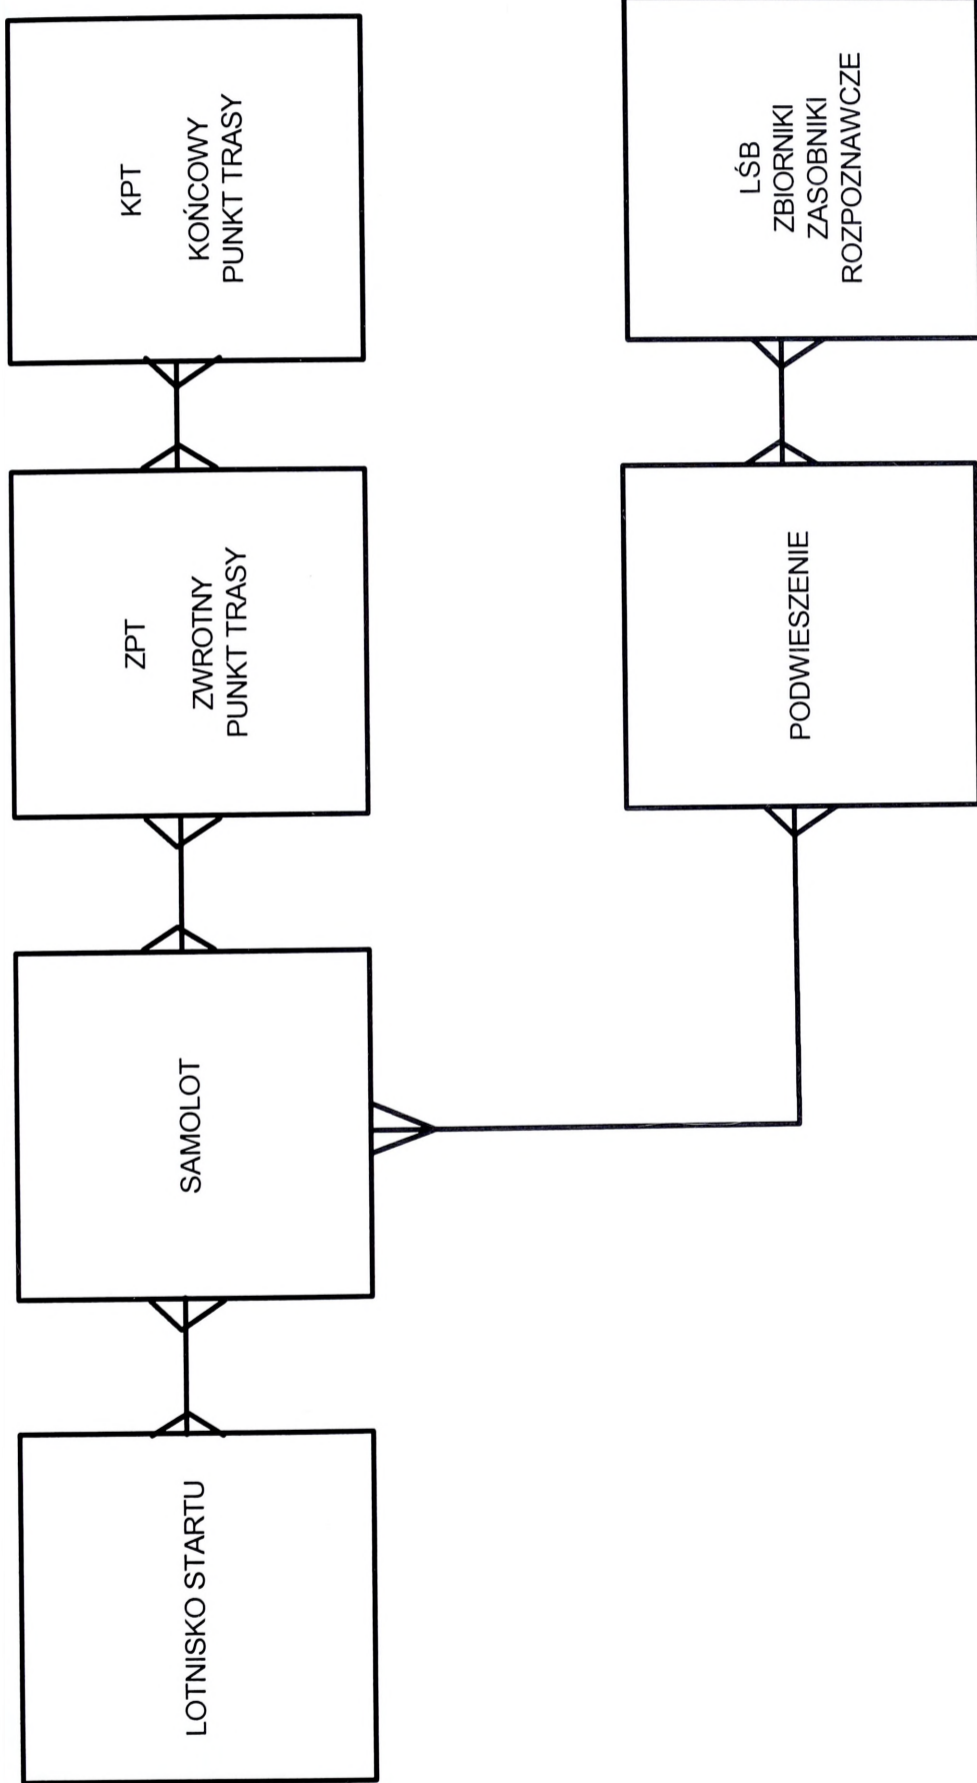 LOTNISKO STARTU
SAMOLOT
ZPT
ZWROTNY
PUNKT TRASY
KPT
KOŃCOWY
PUNKT TRASY
PODWIESZENIE
LŚB
ZBIORNIKI
ZASOBNIKI
ROZPOZNAWCZE